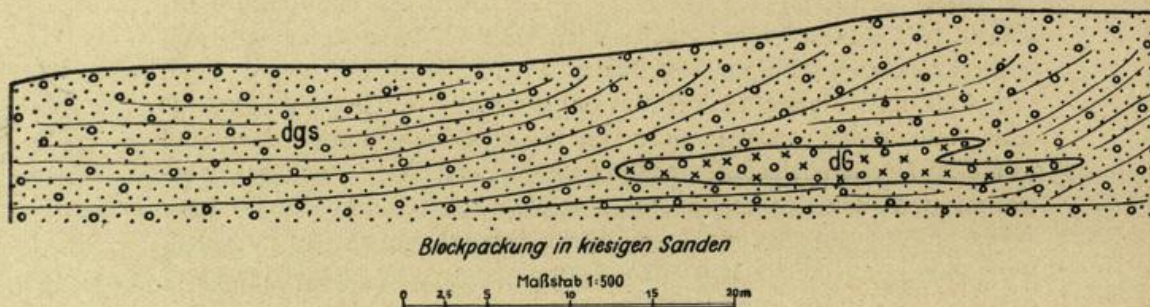 dgs
dG
Blockpackung in kiesigen Sanden
Maßstab 1:500
0 2,5 5 10 15 20m